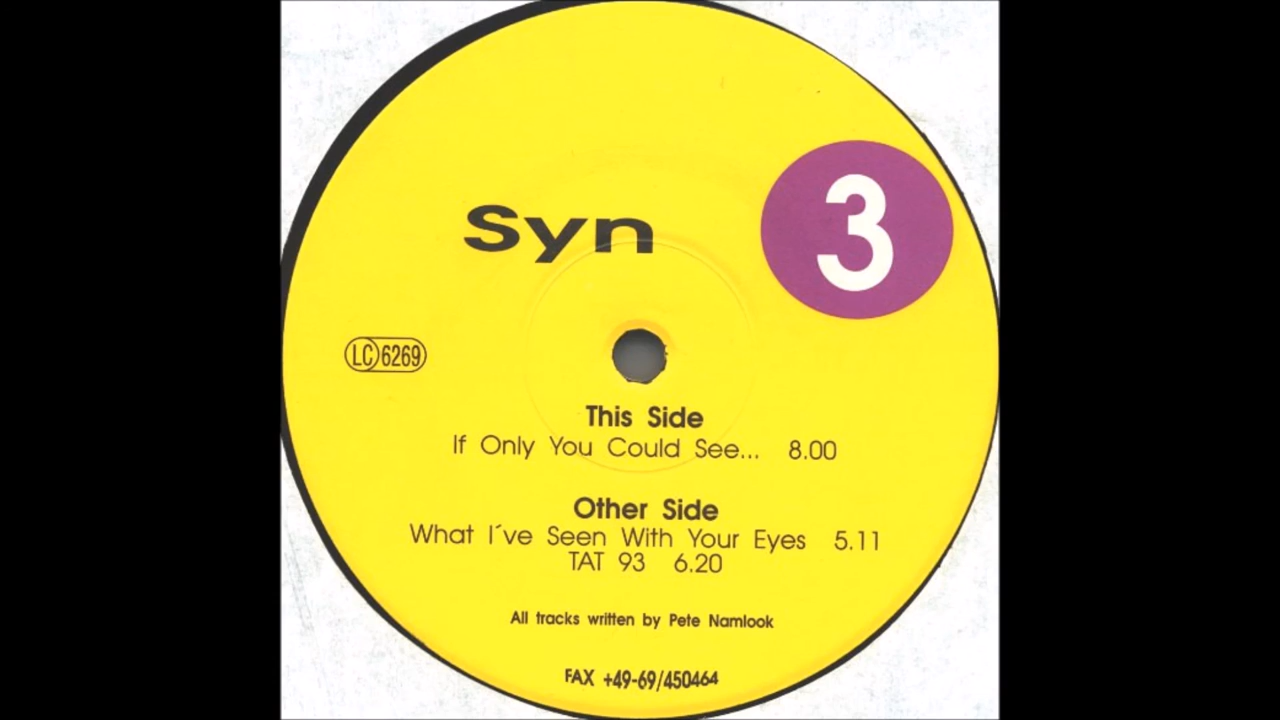 Syn
3
LC 6269
This Side
If Only You Could See... 8.00
Other Side
What I´ve Seen With Your Eyes 5.11
TAT 93 6.20
All tracks written by Pete Namlook
FAX +49-69/450464